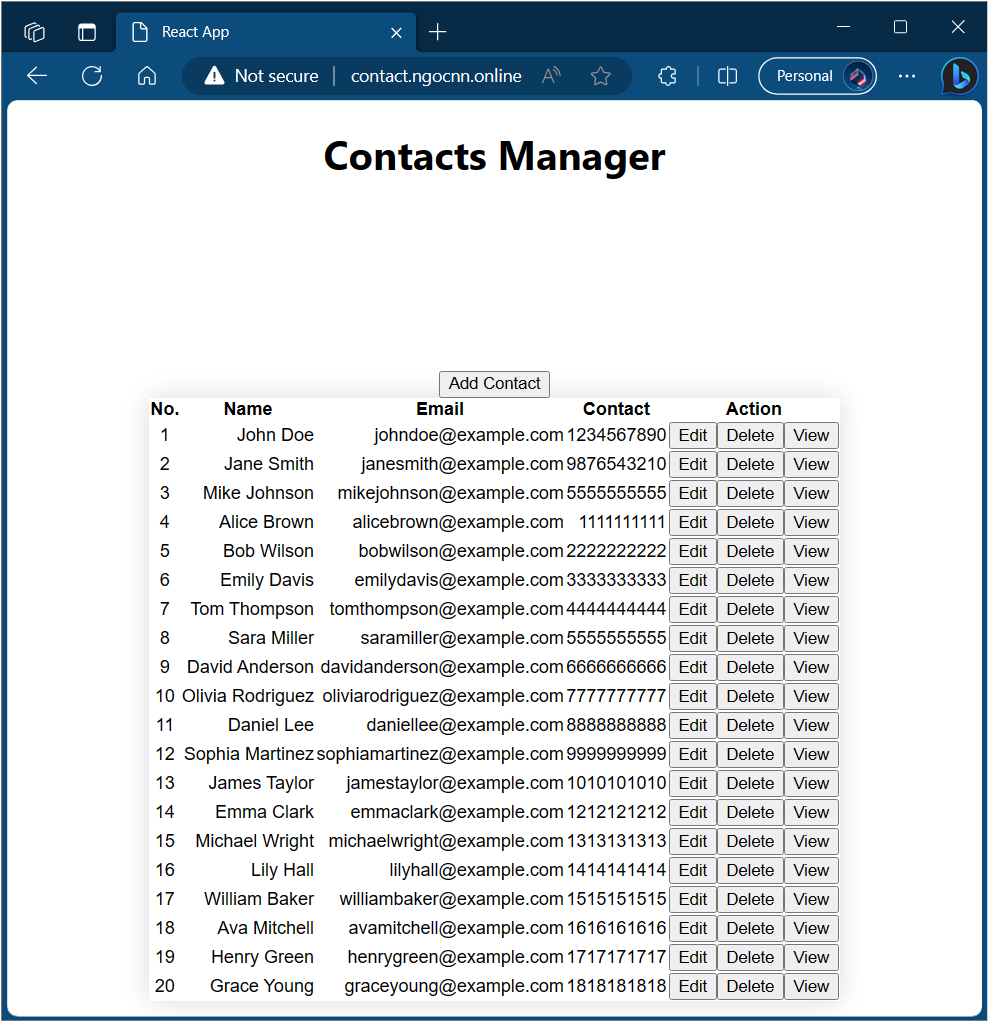 React App
Not secure contact.ngocnn.online A Personal
Contacts Manager
Add Contact
No. Name Email Contact Action
1 John Doe johndoe@example.com 1234567890 Edit Delete View
2 Jane Smith janesmith@example.com 9876543210 Edit Delete View
3 Mike Johnson mikejohnson@example.com 5555555555 Edit Delete View
4 Alice Brown alicebrown@example.com 1111111111 Edit Delete View
5 Bob Wilson bobwilson@example.com 2222222222 Edit Delete View
6 Emily Davis emilydavis@example.com 3333333333 Edit Delete View
7 Tom Thompson tomthompson@example.com 4444444444 Edit Delete View
8 Sara Miller saramiller@example.com 5555555555 Edit Delete View
9 David Anderson davidanderson@example.com 6666666666 Edit Delete View
10 Olivia Rodriguez oliviarodriguez@example.com 7777777777 Edit Delete View
11 Daniel Lee daniellee@example.com 8888888888 Edit Delete View
12 Sophia Martinez sophiamartinez@example.com 9999999999 Edit Delete View
13 James Taylor jamestaylor@example.com 1010101010 Edit Delete View
14 Emma Clark emmaclark@example.com 1212121212 Edit Delete View
15 Michael Wright michaelwright@example.com 1313131313 Edit Delete View
16 Lily Hall lilyhall@example.com 1414141414 Edit Delete View
17 William Baker williambaker@example.com 1515151515 Edit Delete View
18 Ava Mitchell avamitchell@example.com 1616161616 Edit Delete View
19 Henry Green henrygreen@example.com 1717171717 Edit Delete View
20 Grace Young graceyoung@example.com 1818181818 Edit Delete View